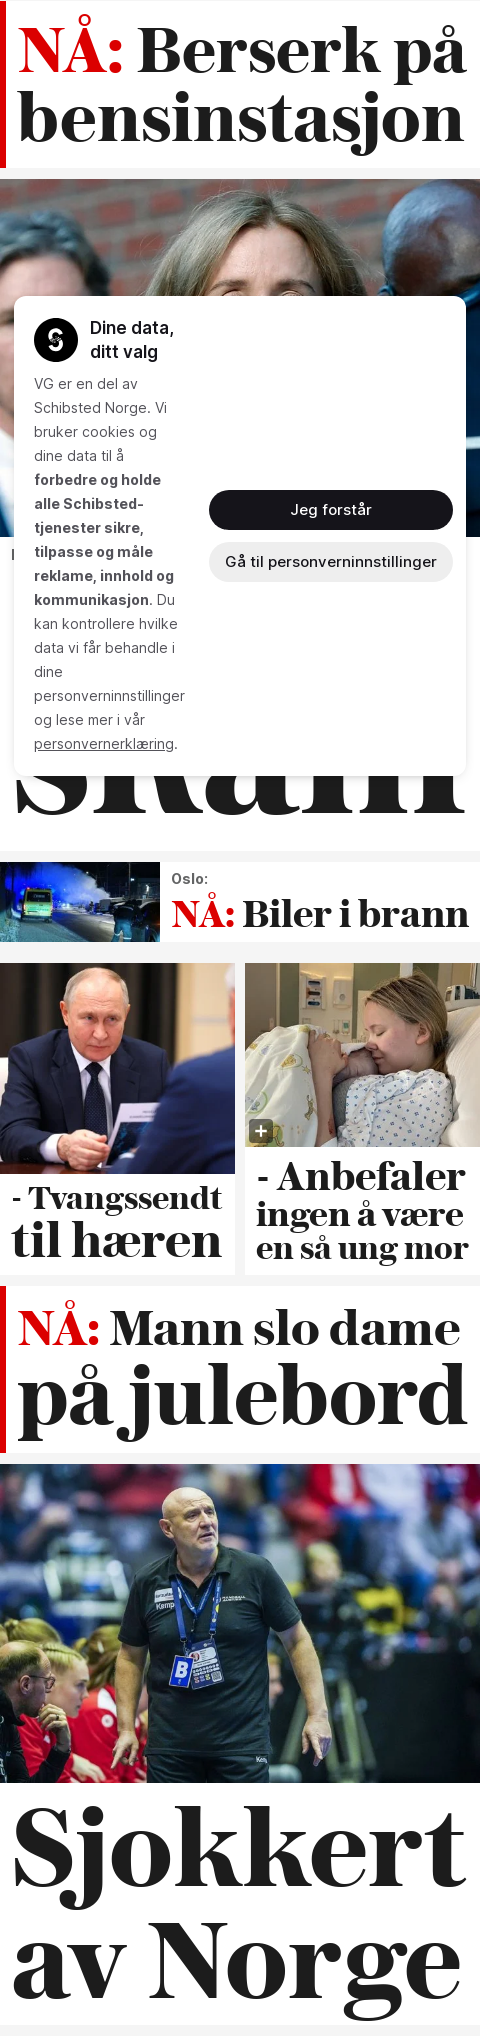 NÅ: Berserk på
bensinstasjon
Dine data,
ditt valg
VG er en del av
Schibsted Norge. Vi
bruker cookies og
dine data til å
forbedre og holde
alle Schibsted-
tjenester sikre,
tilpasse og måle
reklame, innhold og
kommunikasjon. Du
kan kontrollere hvilke
data vi får behandle i
dine
personverninnstillinger
og lese mer i vår
personvernerklæring.
Jeg forstår
Gå til personverninnstillinger
skam
Oslo:
NÅ: Biler i brann
- Tvangssendt
til hæren
- Anbefaler
ingen å være
en så ung mor
NÅ: Mann slo dame
på julebord
B
Sjokkert
av Norge